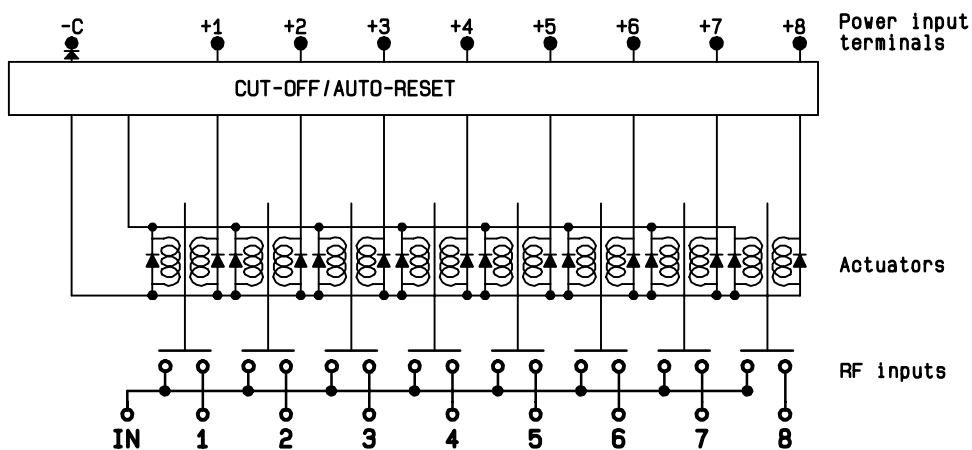 -C +1 +2 +3 +4 +5 +6 +7 +8
Power input
terminals
CUT-OFF/AUTO-RESET
Actuators
RF inputs
IN 1 2 3 4 5 6 7 8